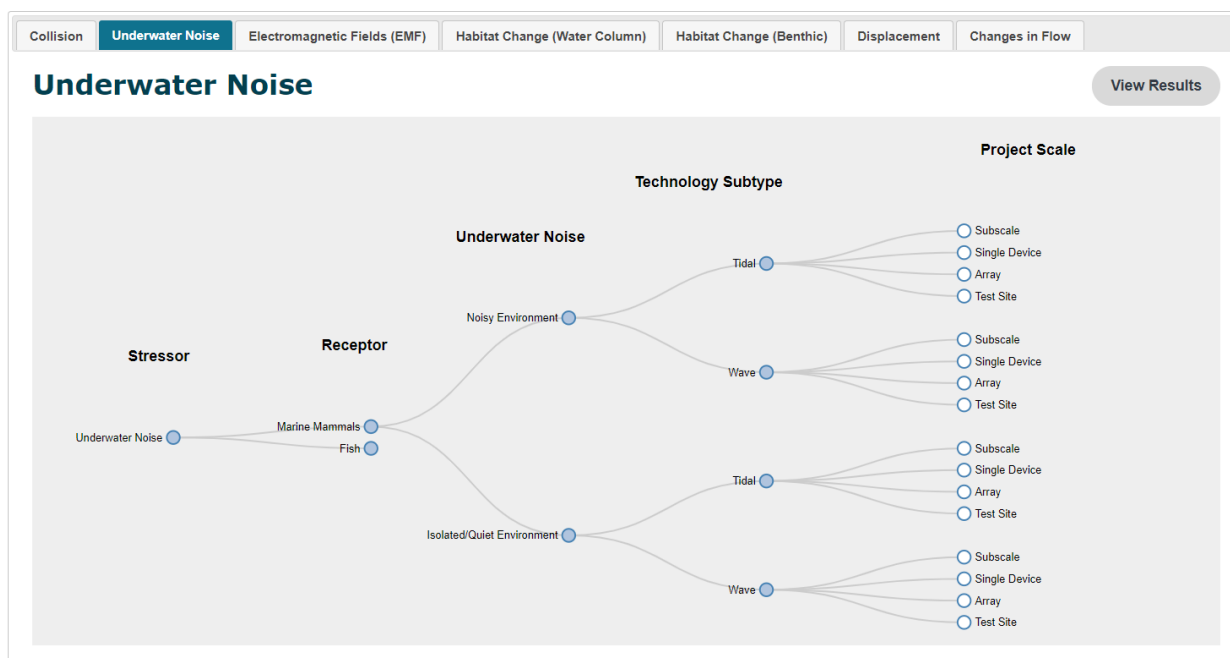 Collision
Underwater Noise
Electromagnetic Fields (EMF)
Habitat Change (Water Column)
Habitat Change (Benthic)
Displacement
Changes in Flow
Underwater Noise
View Results
Project Scale
Technology Subtype
Underwater Noise
Receptor
Stressor
Underwater Noise
Marine Mammals
Fish
Noisy Environment
Tidal
Subscale
Single Device
Array
Test Site
Wave
Subscale
Single Device
Array
Test Site
Isolated/Quiet Environment
Tidal
Subscale
Single Device
Array
Test Site
Wave
Subscale
Single Device
Array
Test Site